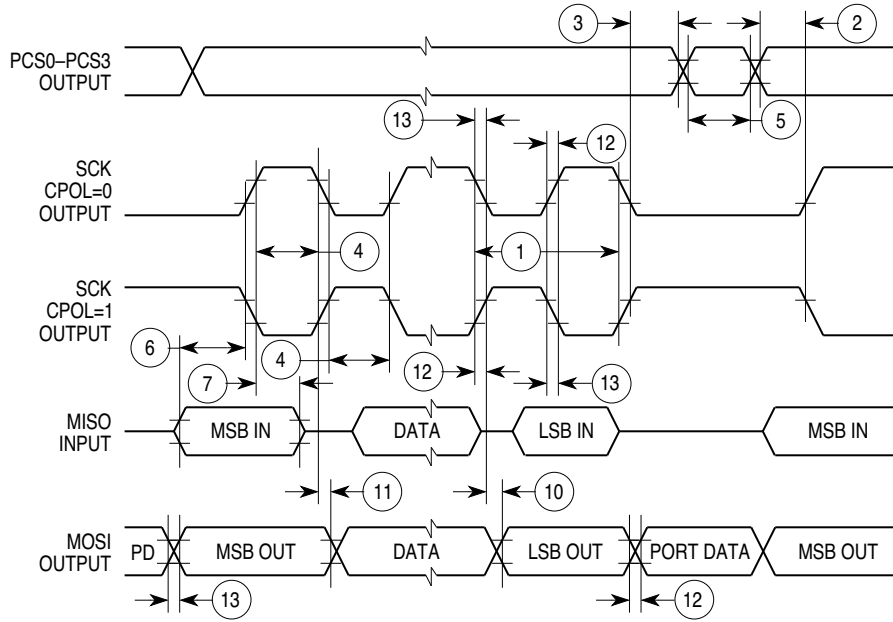 3
2
PCS0–PCS3
OUTPUT
5
13
12
SCK
CPOL=0
OUTPUT
4
1
SCK
CPOL=1
OUTPUT
6
4
7
12
13
MISO
INPUT
MSB IN
DATA
LSB IN
MSB IN
11
10
MOSI
OUTPUT
PD
MSB OUT
DATA
LSB OUT
PORT DATA
MSB OUT
13
12